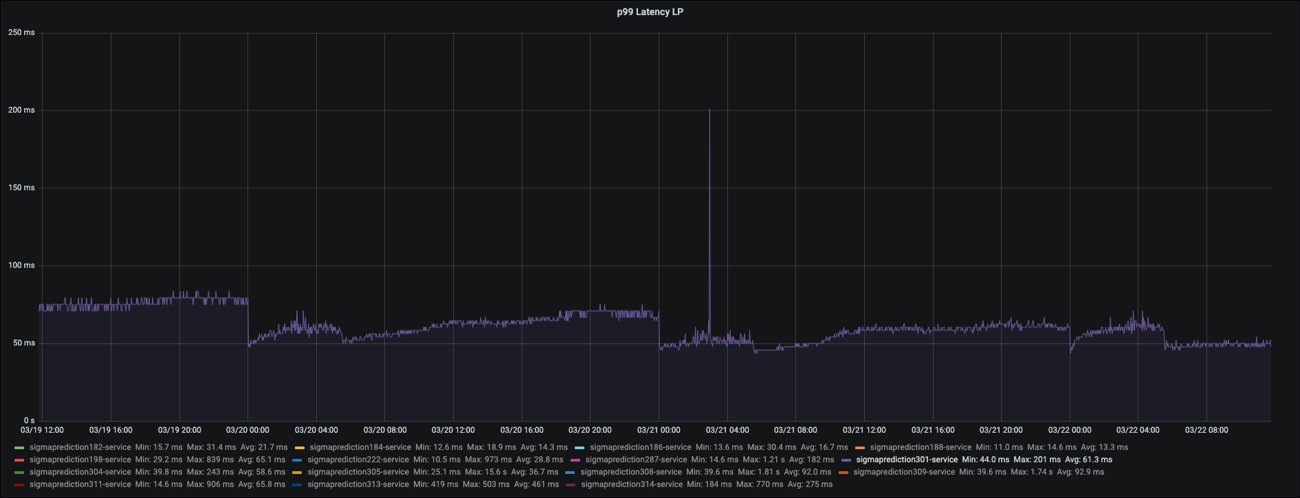 p99 Latency LP
250 ms
200 ms
150 ms
100 ms
50 ms
0 s
03/19 12:00 03/19 16:00 03/19 20:00 03/20 00:00 03/20 04:00 03/20 08:00 03/20 12:00 03/20 16:00 03/20 20:00 03/21 00:00 03/21 04:00 03/21 08:00 03/21 12:00 03/21 16:00 03/21 20:00 03/22 00:00 03/22 04:00 03/22 08:00
sigmaprediction182-service Min: 15.7 ms Max: 31.4 ms Avg: 21.7 ms sigmaprediction184-service Min: 12.6 ms Max: 18.9 ms Avg: 14.3 ms sigmaprediction186-service Min: 13.6 ms Max: 30.4 ms Avg: 16.7 ms sigmaprediction188-service Min: 11.0 ms Max: 14.6 ms Avg: 13.3 ms
sigmaprediction198-service Min: 29.2 ms Max: 839 ms Avg: 65.1 ms sigmaprediction222-service Min: 10.5 ms Max: 973 ms Avg: 28.8 ms sigmaprediction287-service Min: 14.6 ms Max: 1.21 s Avg: 182 ms sigmaprediction301-service Min: 44.0 ms Max: 201 ms Avg: 61.3 ms
sigmaprediction304-service Min: 39.8 ms Max: 243 ms Avg: 58.6 ms sigmaprediction305-service Min: 25.1 ms Max: 15.6 s Avg: 36.7 ms sigmaprediction308-service Min: 39.6 ms Max: 1.81 s Avg: 92.0 ms sigmaprediction309-service Min: 39.6 ms Max: 1.74 s Avg: 92.9 ms
sigmaprediction311-service Min: 14.6 ms Max: 906 ms Avg: 65.8 ms sigmaprediction313-service Min: 419 ms Max: 503 ms Avg: 461 ms sigmaprediction314-service Min: 184 ms Max: 770 ms Avg: 275 ms